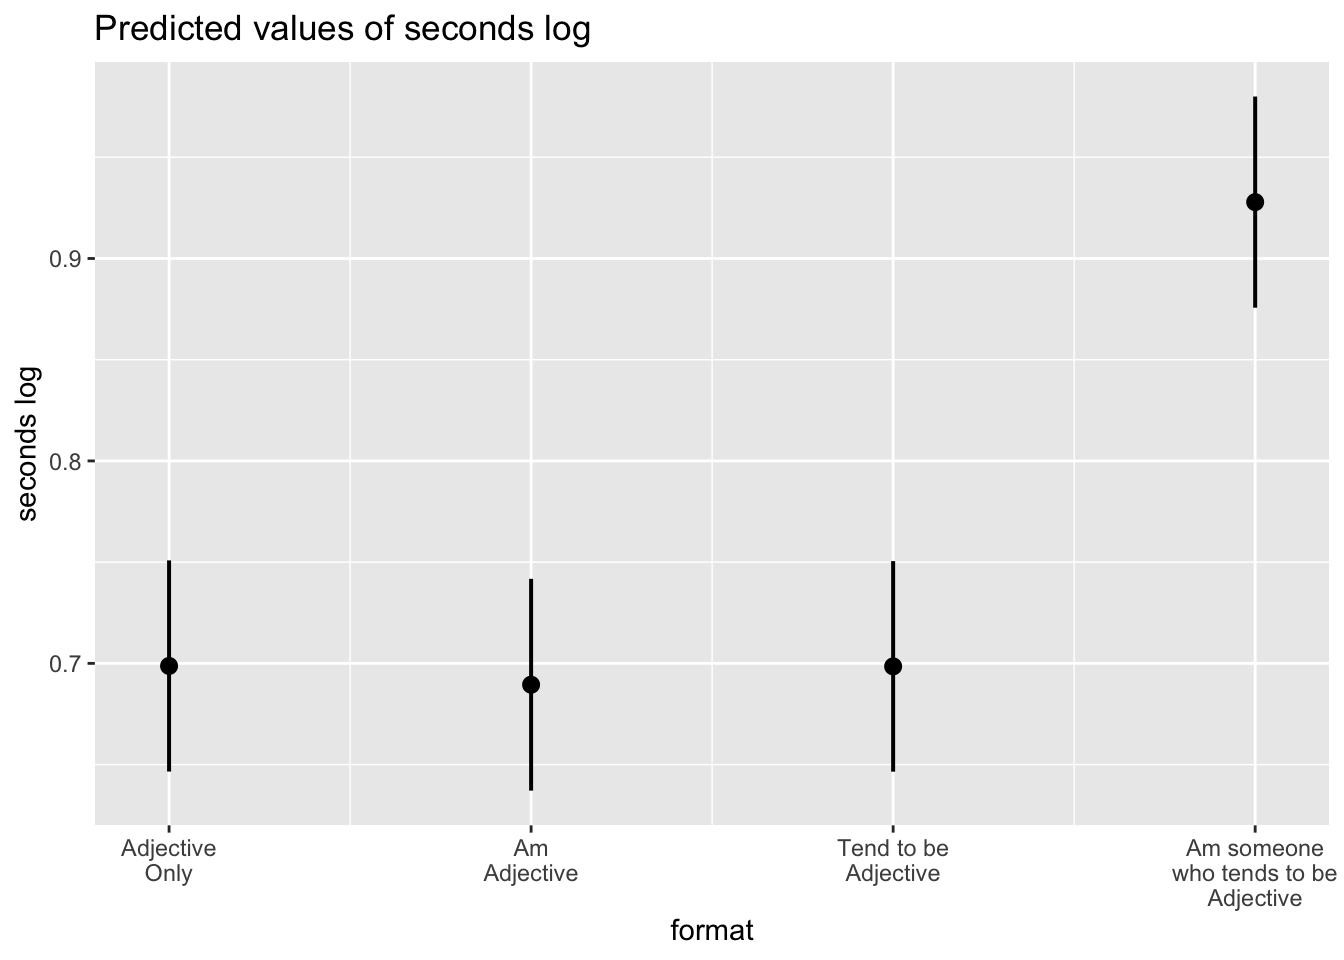 Predicted values of seconds log
seconds log
0.9
0.8
0.7
Adjective
Only
Am
Adjective
Tend to be
Adjective
Am someone
who tends to be
Adjective
format